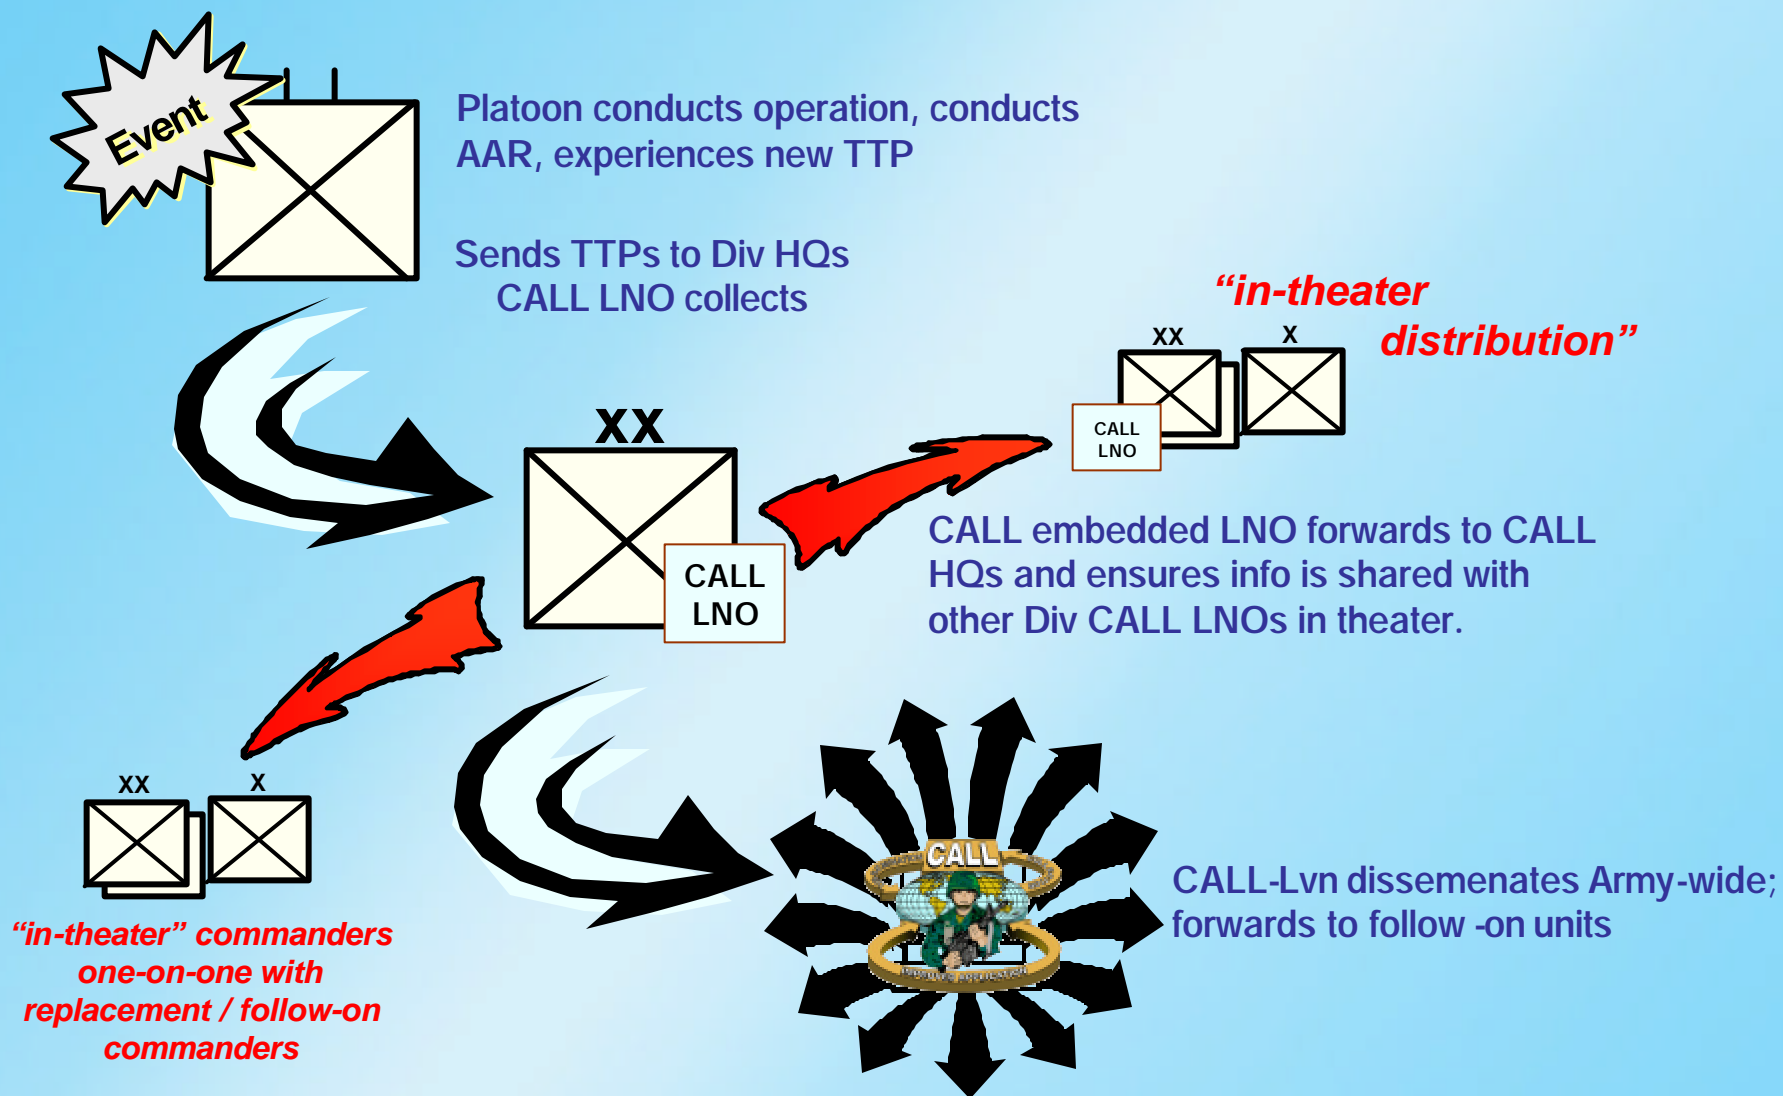 Event
Platoon conducts operation, conducts
AAR, experiences new TTP
Sends TTPs to Div HQs
CALL LNO collects
“in-theater
distribution”
XX
X
CALL
LNO
XX
CALL
LNO
CALL embedded LNO forwards to CALL
HQs and ensures info is shared with
other Div CALL LNOs in theater.
XX
X
“in-theater” commanders
one-on-one with
replacement / follow-on
commanders
CALL
CALL-Lvn dissemenates Army-wide;
forwards to follow -on units